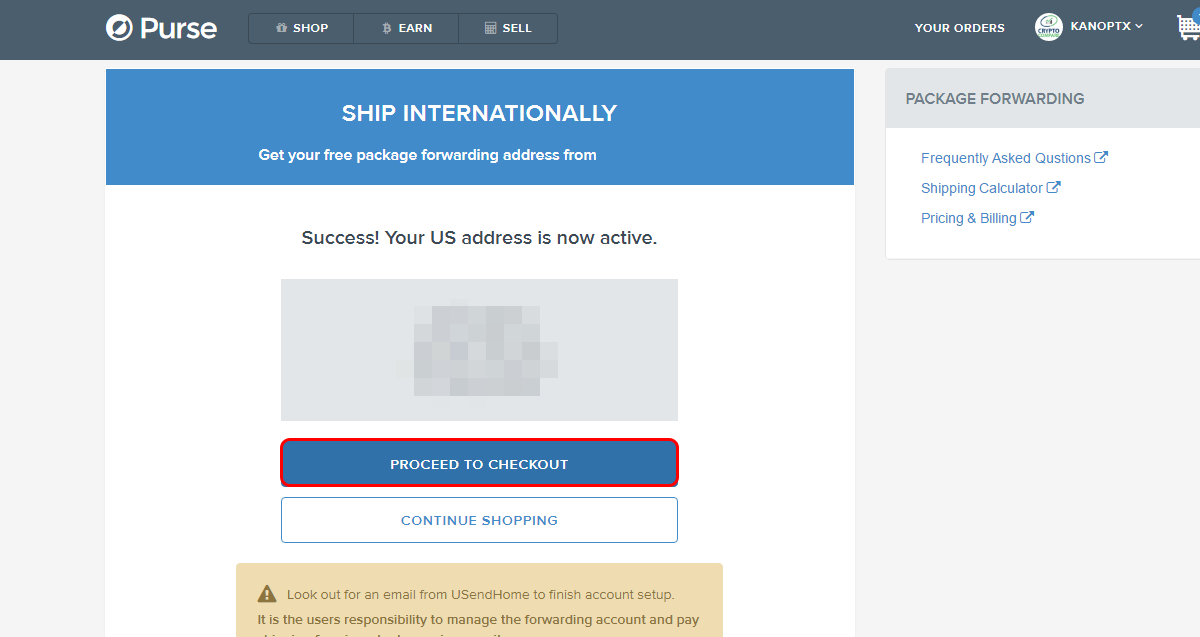 Purse
SHOP
EARN
SELL
YOUR ORDERS
CRYPTO
KANOPTX
SHIP INTERNATIONALLY
Get your free package forwarding address from
PACKAGE FORWARDING
Frequently Asked Qustions
Shipping Calculator
Pricing & Billing
Success! Your US address is now active.
PROCEED TO CHECKOUT
CONTINUE SHOPPING
Look out for an email from USendHome to finish account setup.
It is the users responsibility to manage the forwarding account and pay